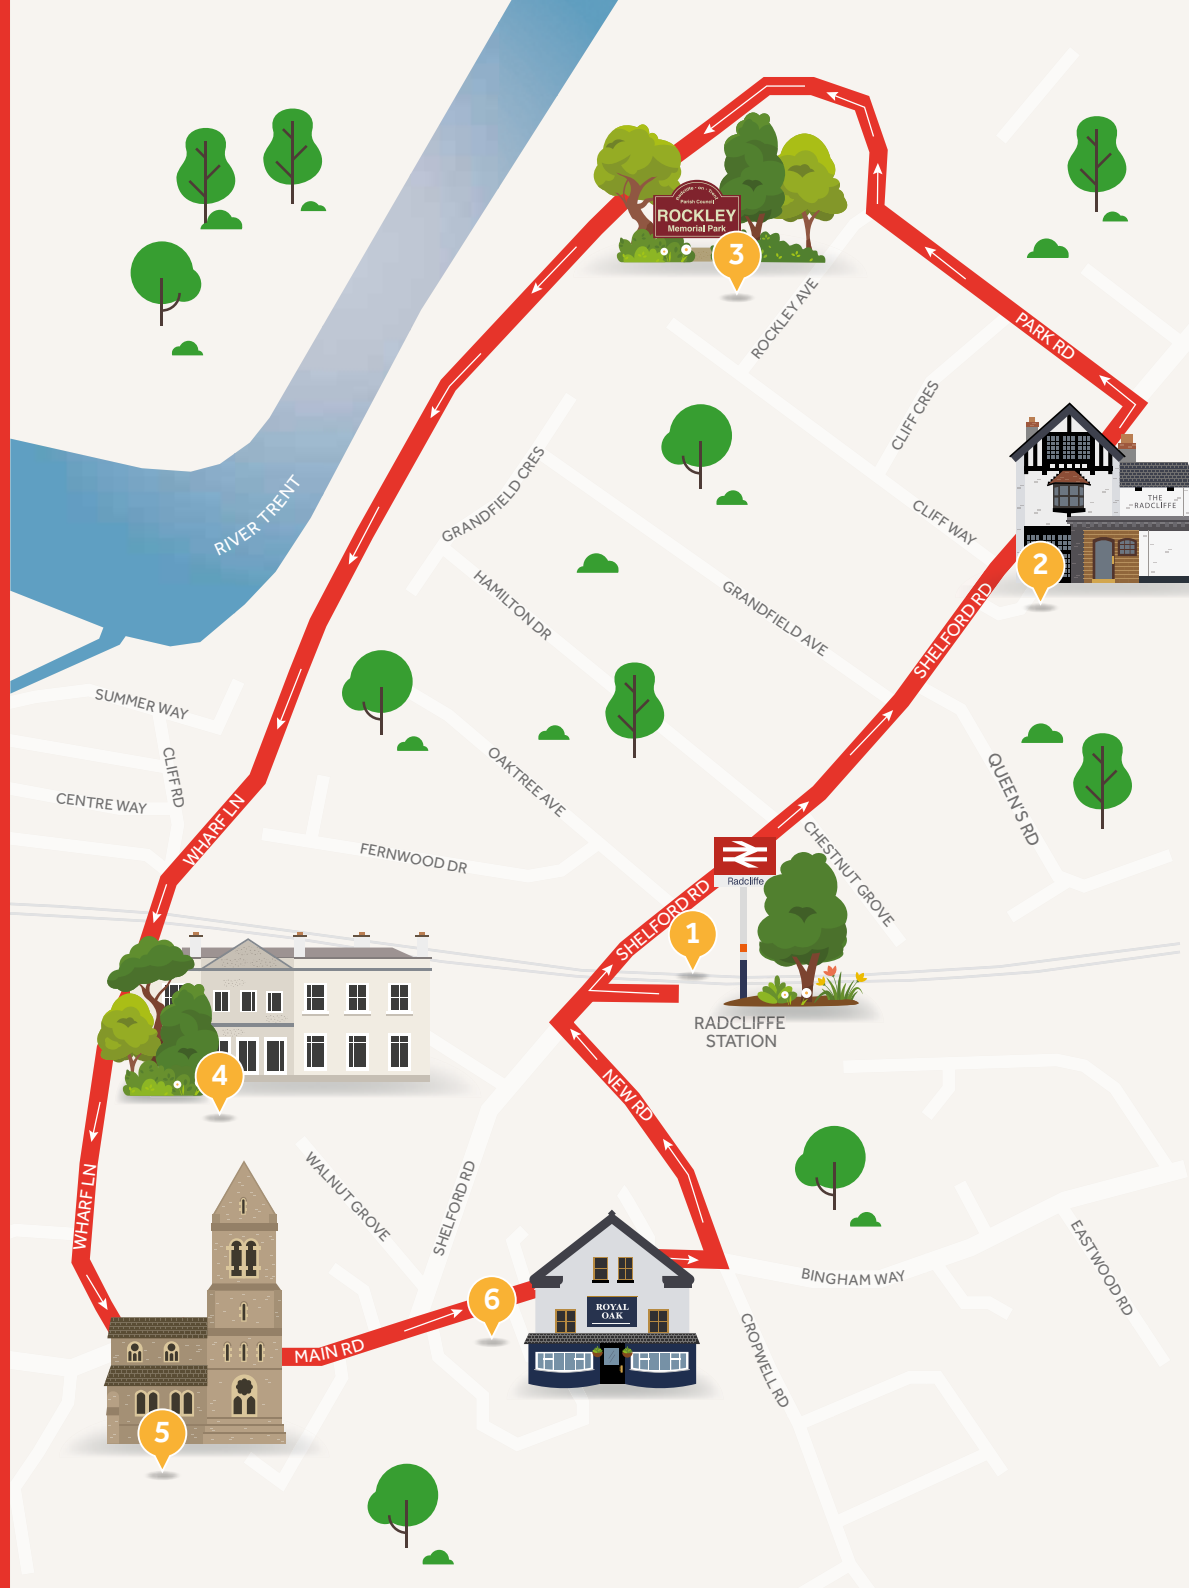 Radcliffe - on - Trent
Parish Council
ROCKLEY
Memorial Park
3
ROCKLEY AVE
PARK RD
CLIFF CRES
THE
RADCLIFFE
CLIFF WAY
2
RIVER TRENT
GRANDFIELD CRES
HAMILTON DR
GRANDFIELD AVE
SHELFORD RD
SUMMER WAY
CLIFF RD
CENTRE WAY
WHARF LN
OAKTREE AVE
QUEEN'S RD
FERNWOOD DR
CHESTNUT GROVE
Radcliffe
SHELFORD RD
1
RADCLIFFE
STATION
4
NEW RD
WHARF LN
WALNUT GROVE
SHELFORD RD
BINGHAM WAY
EASTWOOD RD
6
ROYAL
OAK
MAIN RD
CROPWELL RD
5